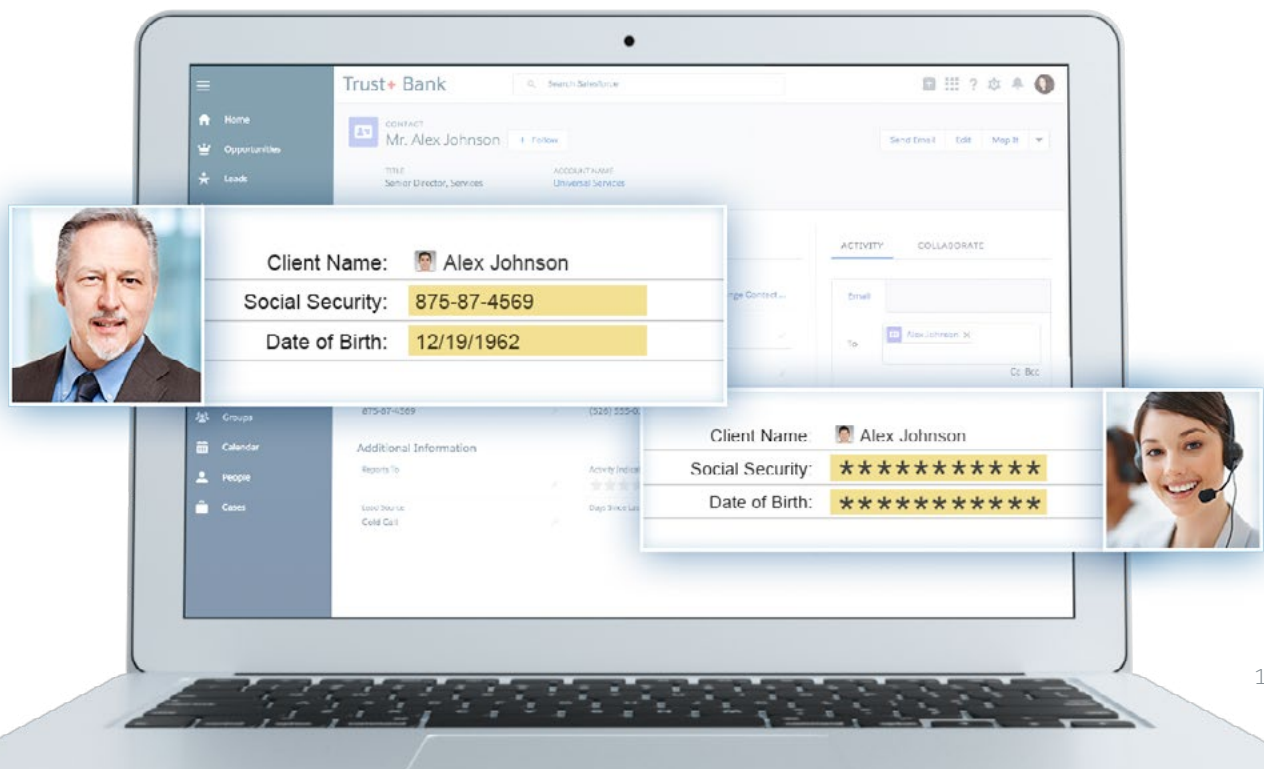 Trust+ Bank
Search Salesforce
Home
CONTACT
Mr. Alex Johnson
+ Follow
Send Email Edit Map It
Opportunities
TITLE
ACCOUNT NAME
Leads
Senior Director, Services
Universal Services
ACTIVITY COLLABORATE
Client Name: Alex Johnson
Social Security: 875-87-4569
Date of Birth: 12/19/1962
Email
To
Alex Johnson
Cc Bcc
Groups
875-87-4569
Calendar
Additional Information
People
Reports To
Cases
Lead Source
Days Since
Cold Call
Client Name: Alex Johnson
Social Security: ***********
Date of Birth: ***********
1